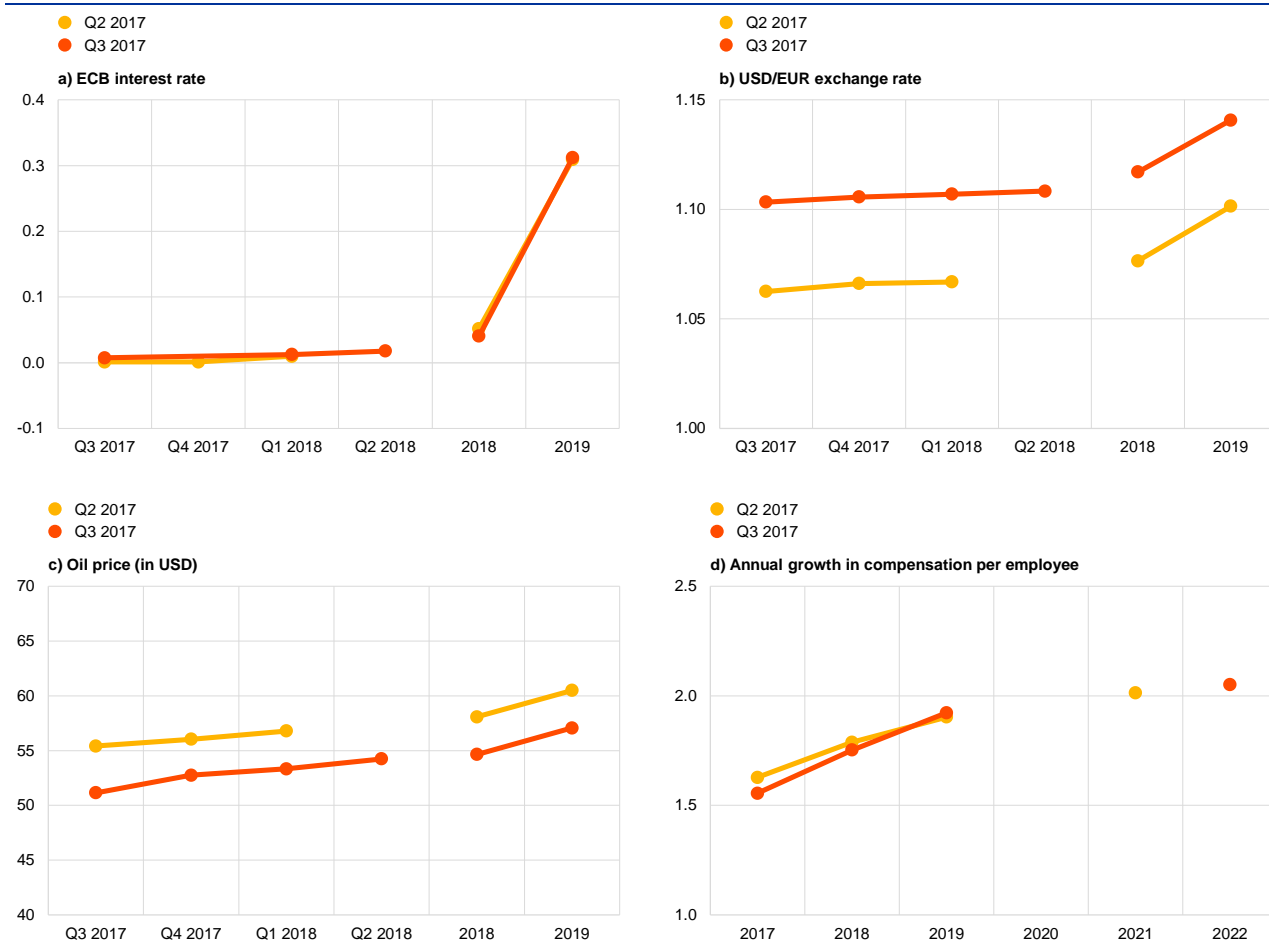 Q2 2017
Q3 2017
a) ECB interest rate
0.4
0.3
0.2
0.1
0.0
-0.1
Q3 2017 Q4 2017 Q1 2018 Q2 2018 2018 2019
Q2 2017
Q3 2017
b) USD/EUR exchange rate
1.15
1.10
1.05
1.00
Q3 2017 Q4 2017 Q1 2018 Q2 2018 2018 2019
Q2 2017
Q3 2017
c) Oil price (in USD)
70
65
60
55
50
45
40
Q3 2017 Q4 2017 Q1 2018 Q2 2018 2018 2019
Q2 2017
Q3 2017
d) Annual growth in compensation per employee
2.5
2.0
1.5
1.0
2017 2018 2019 2020 2021 2022